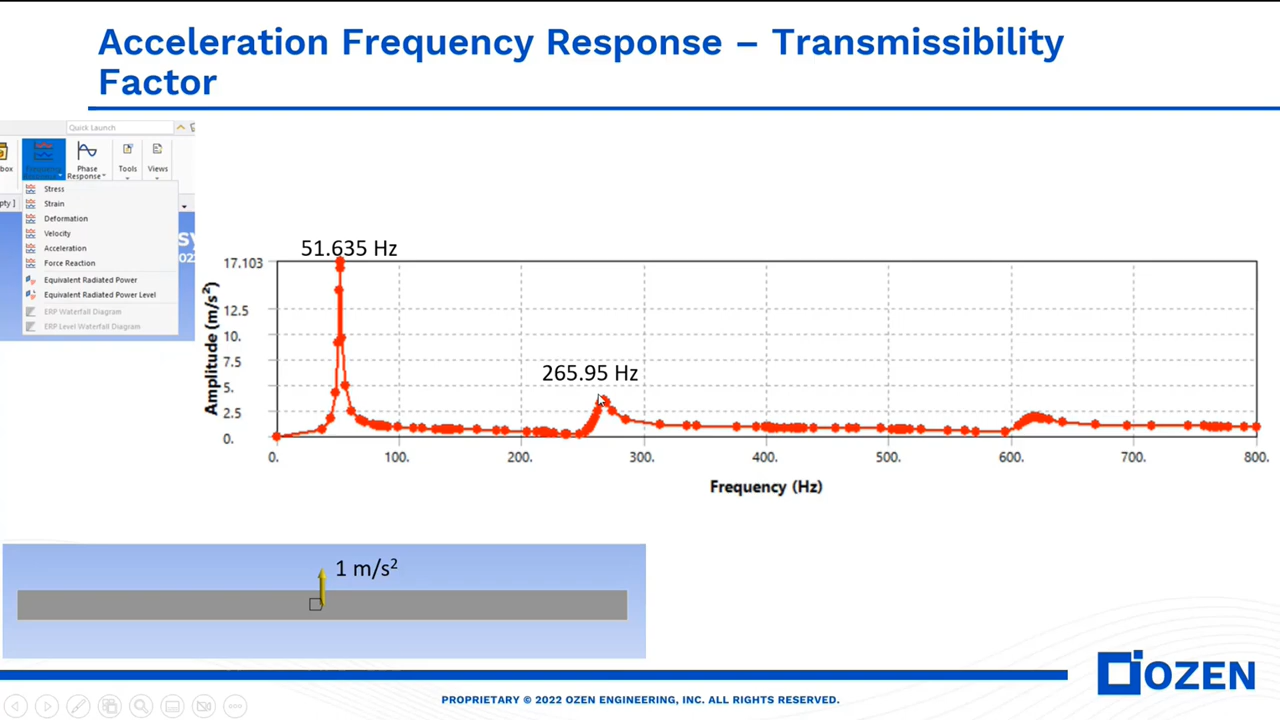 Acceleration Frequency Response – Transmissibility
Factor
Quick Launch
box
Phase
Response
Tools
Views
Stress
Strain
Deformation
Velocity
Acceleration
Force Reaction
Equivalent Radiated Power
Equivalent Radiated Power Level
ERP Waterfall Diagram
ERP Level Waterfall Diagram
51.635 Hz
265.95 Hz
Amplitude (m/s²)
17.103
12.5
10.
7.5
5.
2.5
0.
0. 100. 200. 300. 400. 500. 600. 700. 800.
Frequency (Hz)
1 m/s²
OZEN
PROPRIETARY © 2022 OZEN ENGINEERING, INC. ALL RIGHTS RESERVED.